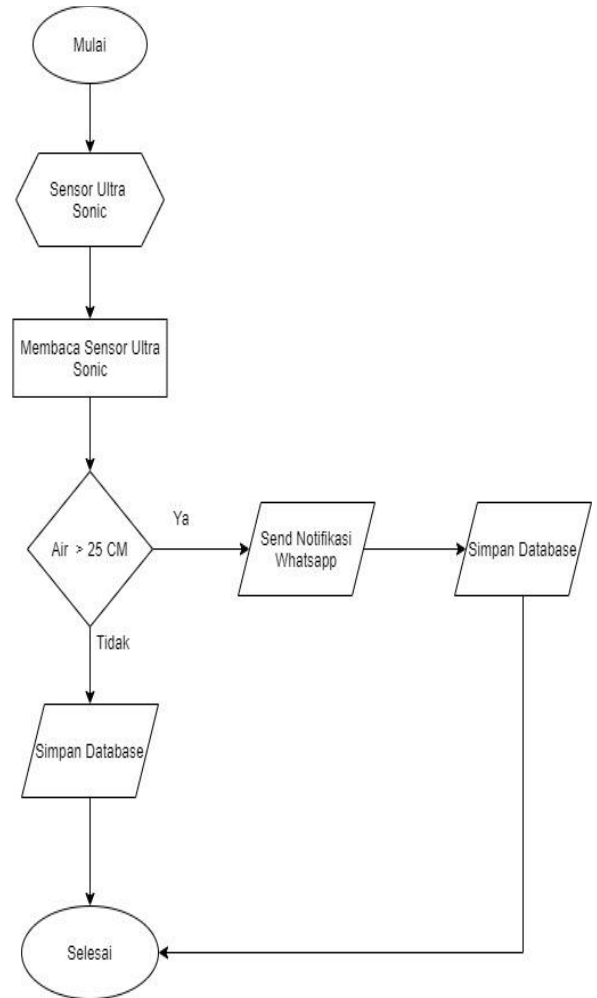 Mulai
Sensor Ultra
Sonic
Membaca Sensor Ultra
Sonic
Air > 25 CM
Ya
Send Notifikasi
Whatsapp
Simpan Database
Tidak
Simpan Database
Selesai